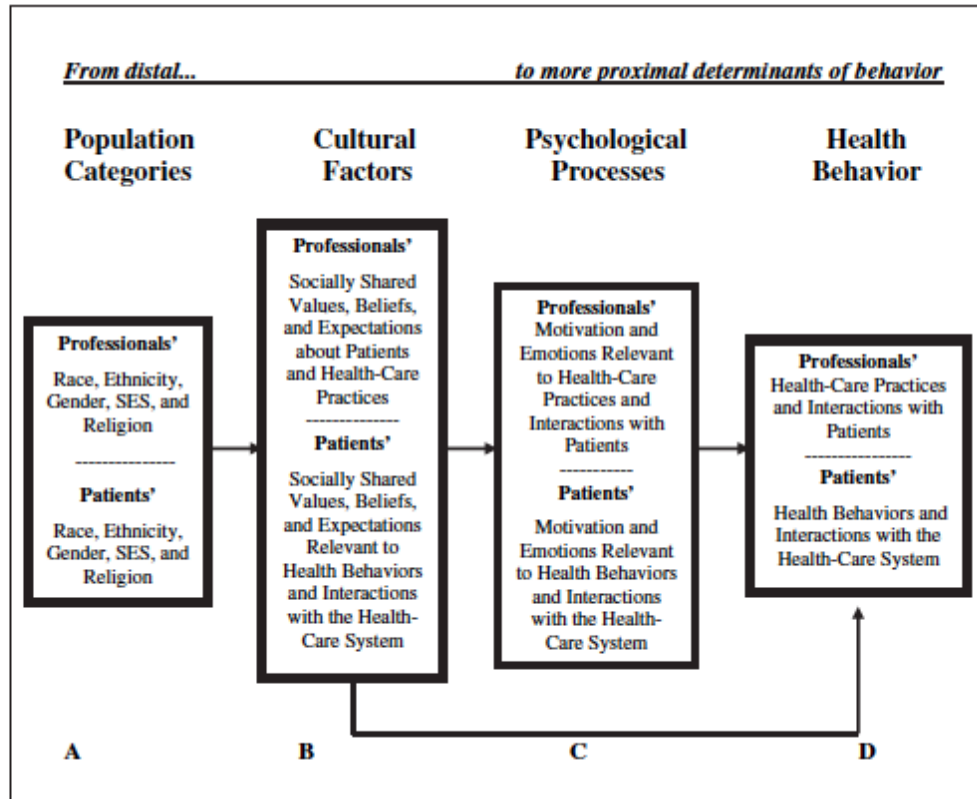 From distal... to more proximal determinants of behavior
Population
Categories
Cultural
Factors
Psychological
Processes
Health
Behavior
Professionals'
Race, Ethnicity,
Gender, SES, and
Religion
---------------
Patients'
Race, Ethnicity,
Gender, SES, and
Religion
Professionals'
Socially Shared
Values, Beliefs,
and Expectations
about Patients
and Health-Care
Practices
--------------
Patients'
Socially Shared
Values, Beliefs,
and Expectations
Relevant to
Health Behaviors
and Interactions
with the Health-
Care System
Professionals'
Motivation and
Emotions Relevant
to Health-Care
Practices and
Interactions with
Patients
-----------
Patients'
Motivation and
Emotions Relevant
to Health Behaviors
and Interactions
with the Health-
Care System
Professionals'
Health-Care Practices
and Interactions with
Patients
----------------
Patients'
Health Behaviors and
Interactions with the
Health-Care System
A
B
C
D